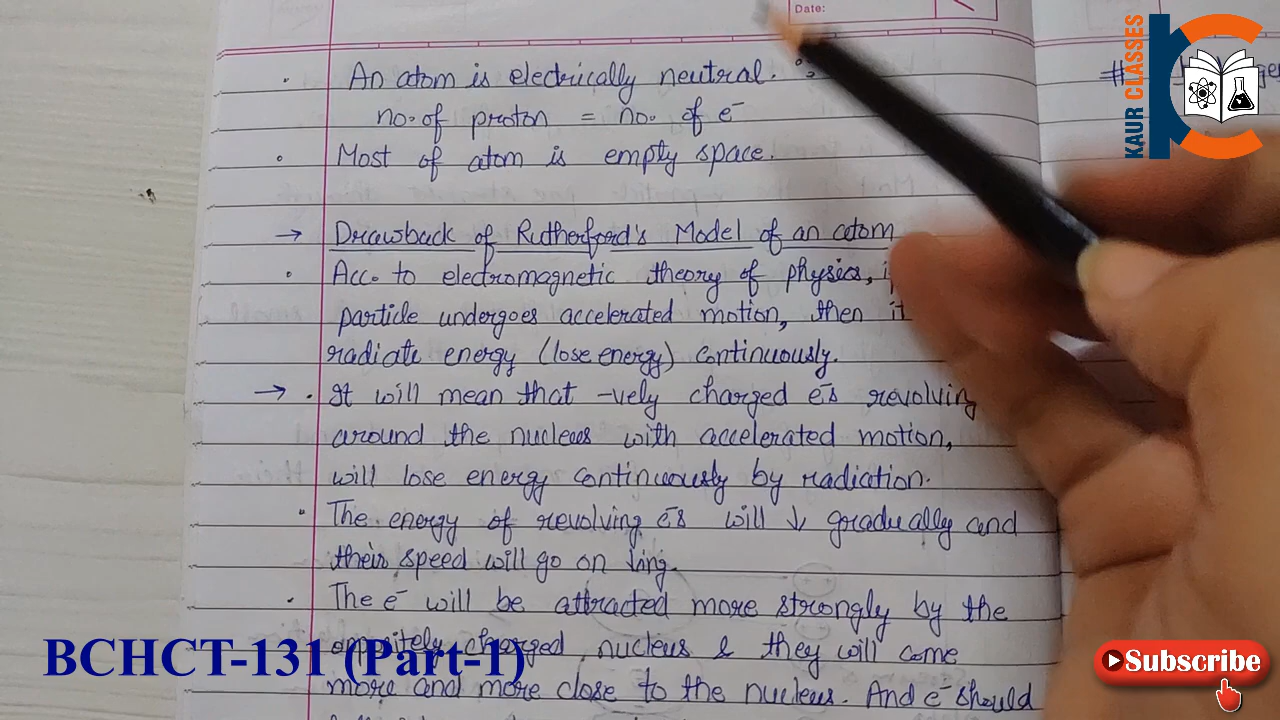 Date:
KAUR CLASSES
· An atom is electrically neutral. ∵
no. of proton = no. of e⁻
· Most of atom is empty space.
→ Drawback of Rutherford's Model of an atom
· Acc. to electromagnetic theory of physics,
particle undergoes accelerated motion, then it
radiate energy (lose energy) continuously.
→ · It will mean that -vely charged e⁻s revolving
around the nucleus with accelerated motion,
will lose energy continuously by radiation.
· The energy of revolving e⁻s will ↓ gradually and
their speed will go on ↓ing.
· The e⁻ will be attracted more strongly by the
oppsitely charged nucleus & they will come
more and more close to the nucleus. And e⁻ should
#
BCHCT-131 (Part-1)
Subscribe